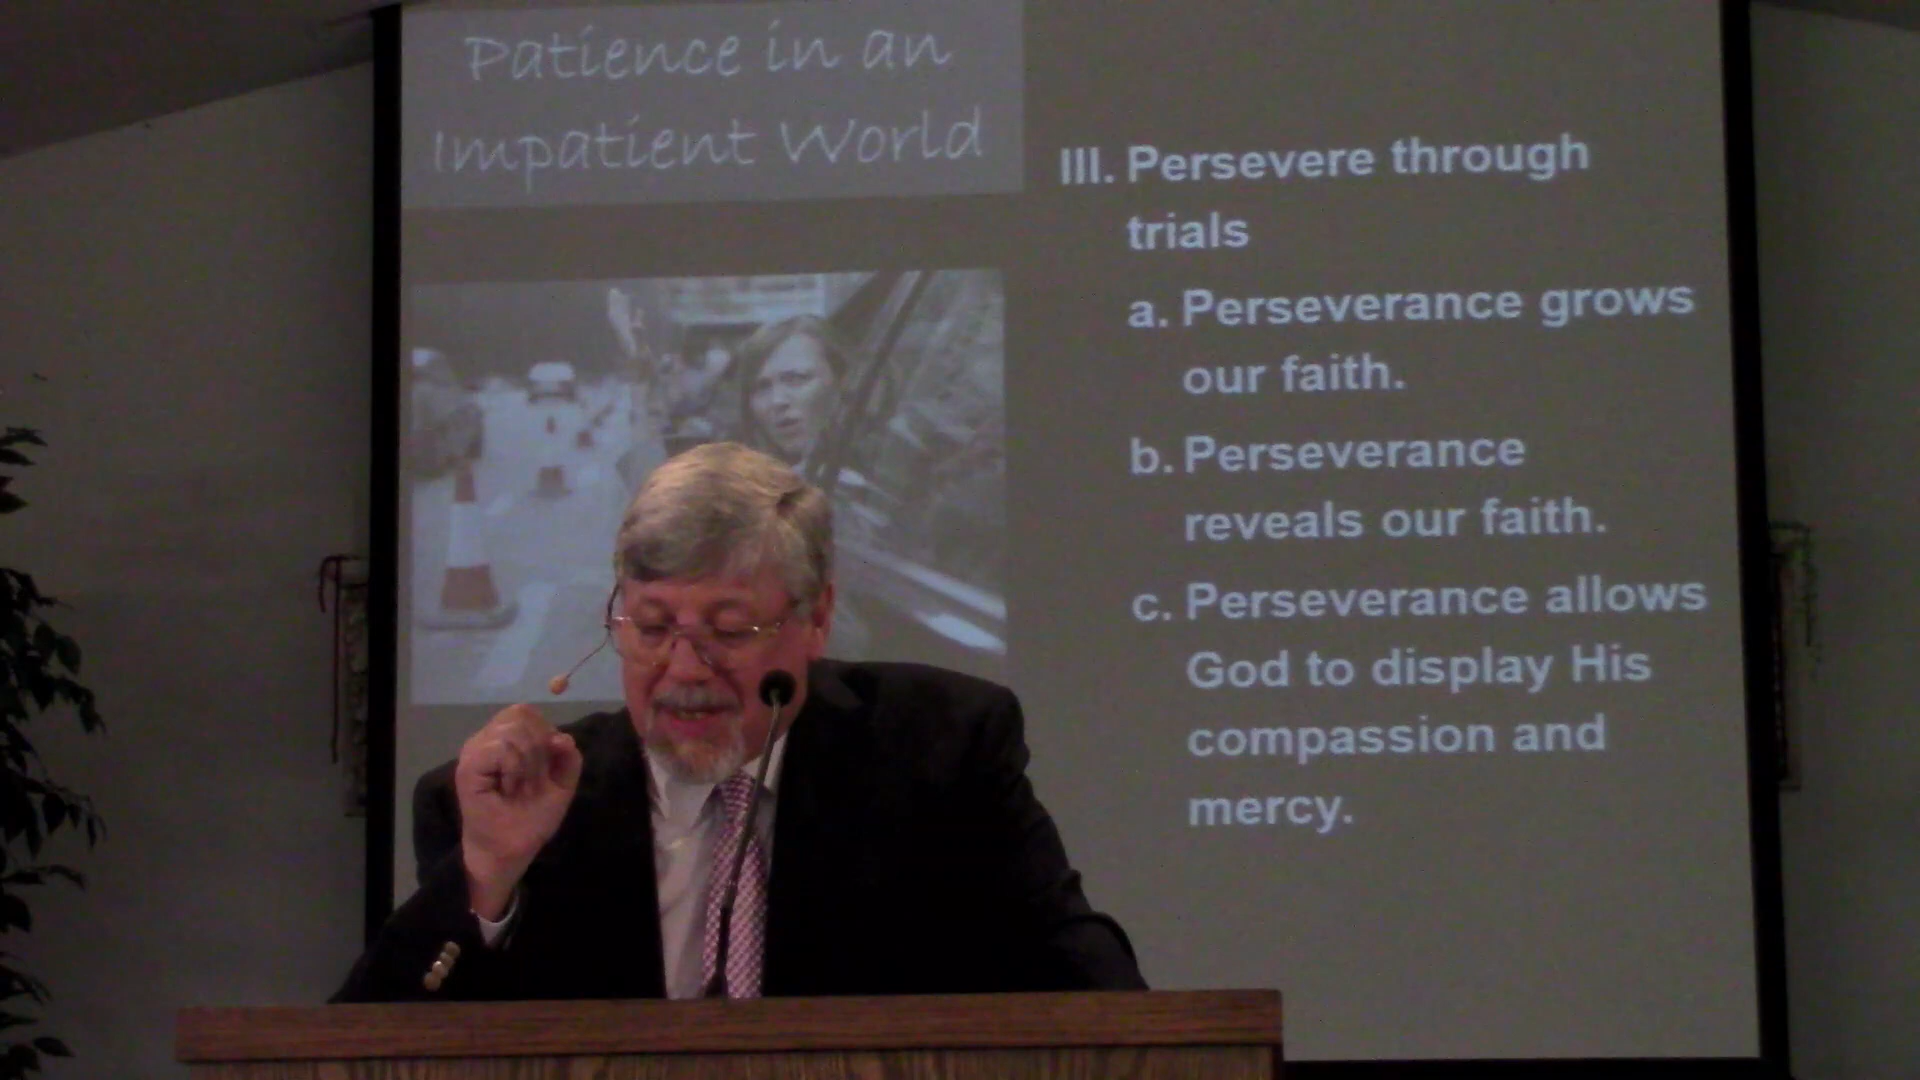 Patience in an
Impatient World
III. Persevere through
trials
a. Perseverance grows
our faith.
b. Perseverance
reveals our faith.
c. Perseverance allows
God to display His
compassion and
mercy.